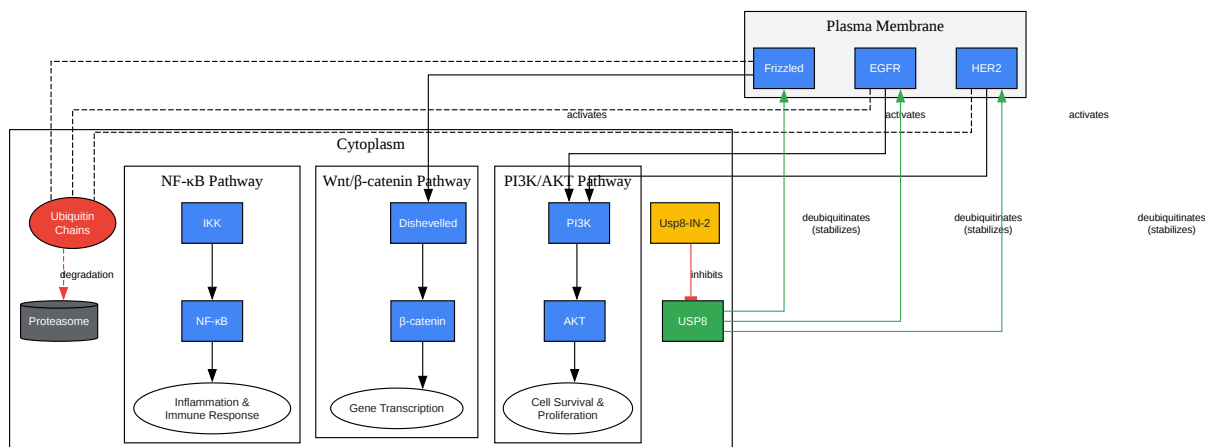 Plasma Membrane
Frizzled
EGFR
HER2
activates
activates
activates
Cytoplasm
NF-κB Pathway
Wnt/β-catenin Pathway
PI3K/AKT Pathway
Ubiquitin
Chains
IKK
Dishevelled
PI3K
Usp8-IN-2
deubiquitinates
(stabilizes)
deubiquitinates
(stabilizes)
deubiquitinates
(stabilizes)
degradation
inhibits
Proteasome
NF-κB
β-catenin
AKT
USP8
Inflammation &
Immune Response
Gene Transcription
Cell Survival &
Proliferation